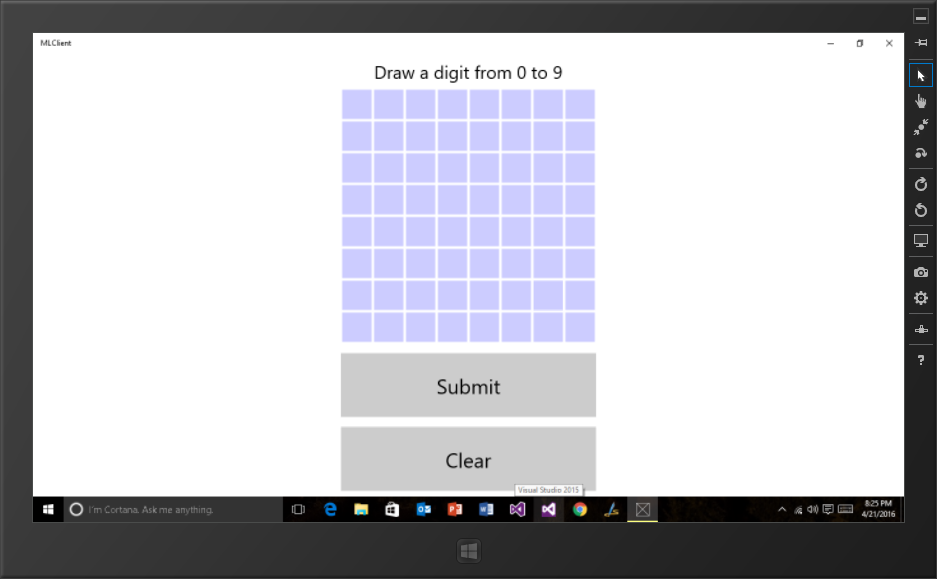 MLClient
Draw a digit from 0 to 9
Submit
Clear
Visual Studio 2015
I'm Cortana. Ask me anything.
8:25 PM
4/21/2016